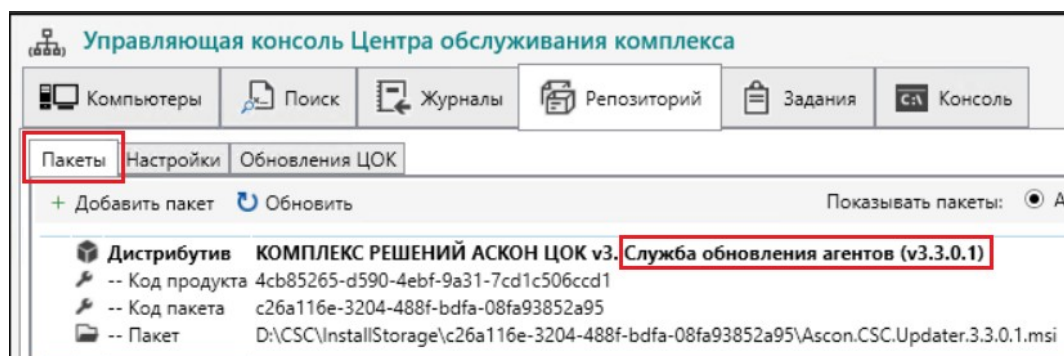 Управляющая консоль Центра обслуживания комплекса
Компьютеры Поиск Журналы Репозиторий Задания Консоль
Пакеты Настройки Обновления ЦОК
+ Добавить пакет Обновить Показывать пакеты:
Дистрибутив КОМПЛЕКС РЕШЕНИЙ АСКОН ЦОК v3. Служба обновления агентов (v3.3.0.1)
-- Код продукта 4cb85265-d590-4ebf-9a31-7cd1c506ccd1
-- Код пакета c26a116e-3204-488f-bdfa-08fa93852a95
-- Пакет D:\CSC\InstallStorage\c26a116e-3204-488f-bdfa-08fa93852a95\Ascon.CSC.Updater.3.3.0.1.msi